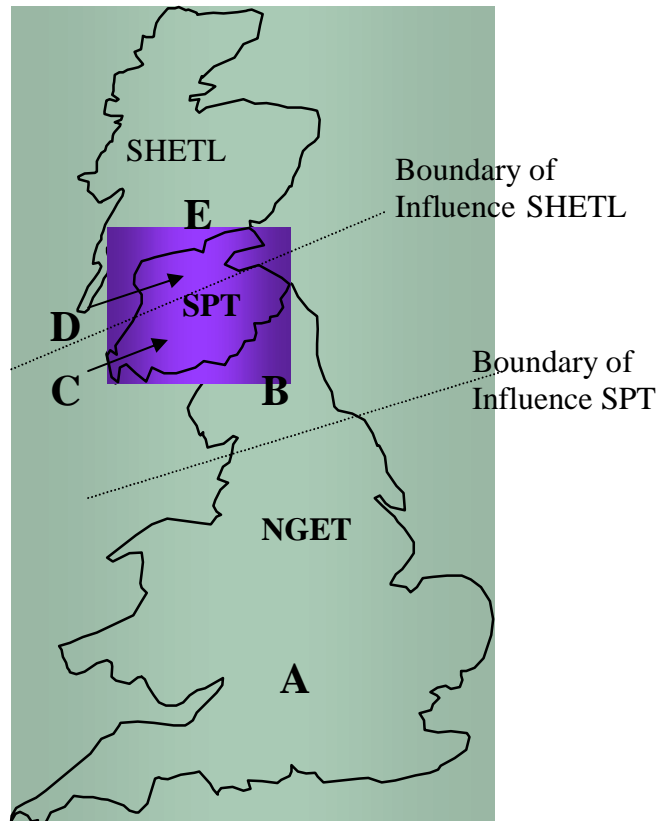 SHETL
Boundary of
Influence SHETL
E
SPT
D
C
B
Boundary of
Influence SPT
NGET
A